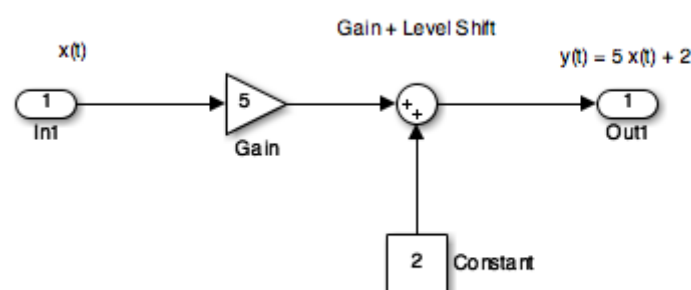 Gain + Level Shift
x(t)
y(t) = 5 x(t) + 2
1
5
+
+
1
In1
Out1
Gain
2
Constant